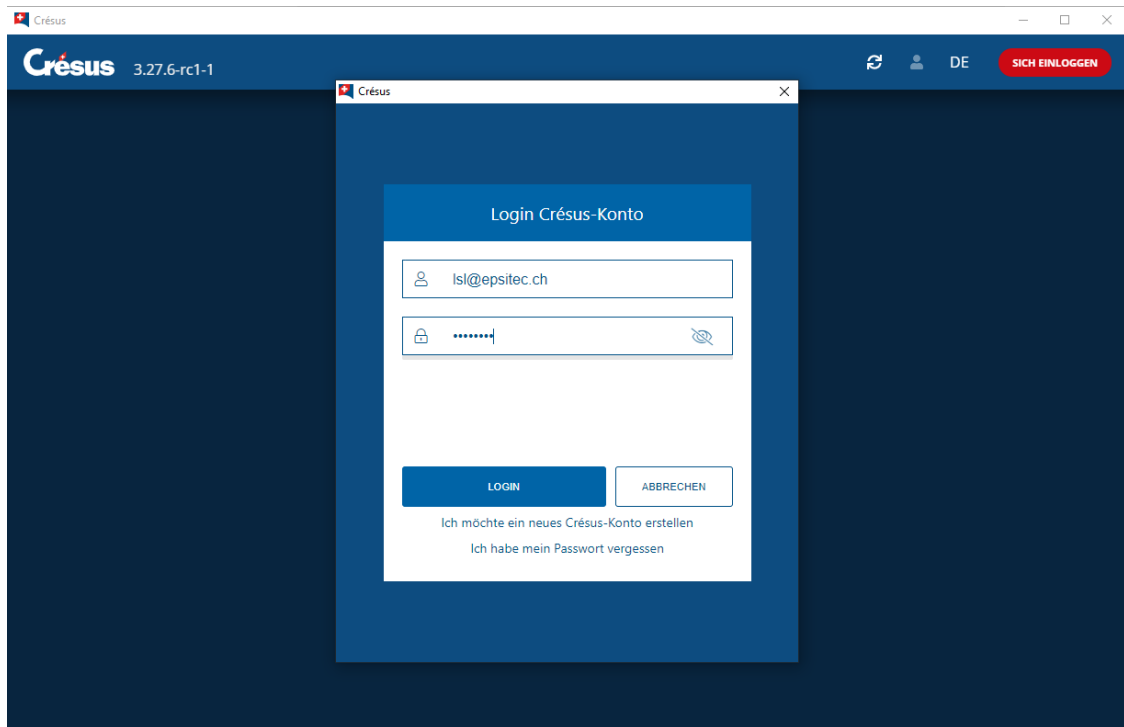 Crésus
Crésus 3.27.6-rc1-1 DE SICH EINLOGGEN
Crésus
Login Crésus-Konto
lsl@epsitec.ch
••••••••
LOGIN ABBRECHEN
Ich möchte ein neues Crésus-Konto erstellen
Ich habe mein Passwort vergessen